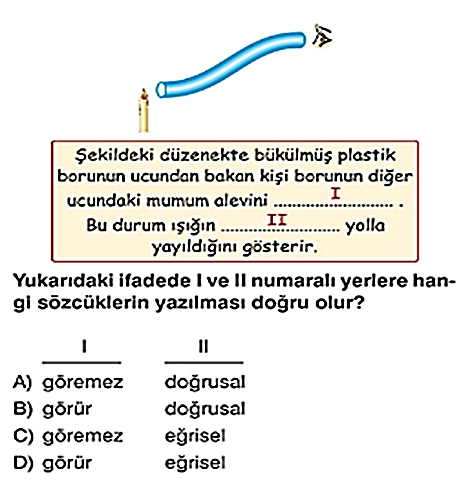 Şekildeki düzenekte bükülmüş plastik
borunun ucundan bakan kişi borunun diğer
ucundaki mumum alevini ........I........ .
Bu durum ışığın ........II........ yolla
yayıldığını gösterir.
Yukarıdaki ifadede I ve II numaralı yerlere han-
gi sözcüklerin yazılması doğru olur?
I II
A) göremez doğrusal
B) görür doğrusal
C) göremez eğrisel
D) görür eğrisel